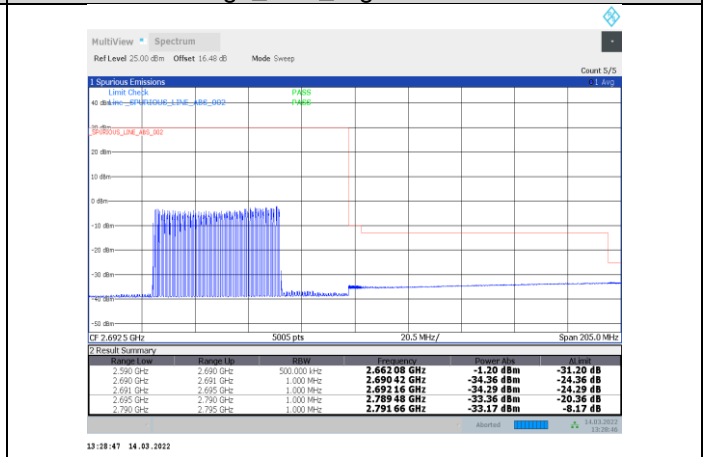 MultiView Spectrum
Ref Level 25.00 dBm Offset 16.48 dB Mode Sweep
Count 5/5
1 Spurious Emissions 1 Avg
Limit Check PASS
40 dBm Line _SPURIOUS_LINE_ABS_002 PASS
_SPURIOUS_LINE_ABS_002
20 dBm
10 dBm
0 dBm
-10 dBm
-20 dBm
-30 dBm
-40 dBm
-50 dBm
CF 2.6925 GHz 5005 pts 20.5 MHz/ Span 205.0 MHz
2 Result Summary
Range Low Range Up RBW Frequency Power Abs ΔLimit
2.590 GHz 2.690 GHz 500.000 kHz 2.662 08 GHz -1.20 dBm -31.20 dB
2.690 GHz 2.691 GHz 1.000 MHz 2.690 42 GHz -34.36 dBm -24.36 dB
2.691 GHz 2.695 GHz 1.000 MHz 2.692 16 GHz -34.29 dBm -24.29 dB
2.695 GHz 2.790 GHz 1.000 MHz 2.789 48 GHz -33.36 dBm -20.36 dB
2.790 GHz 2.795 GHz 1.000 MHz 2.791 66 GHz -33.17 dBm -8.17 dB
Aborted 14.03.2022
13:28:46
13:28:47 14.03.2022